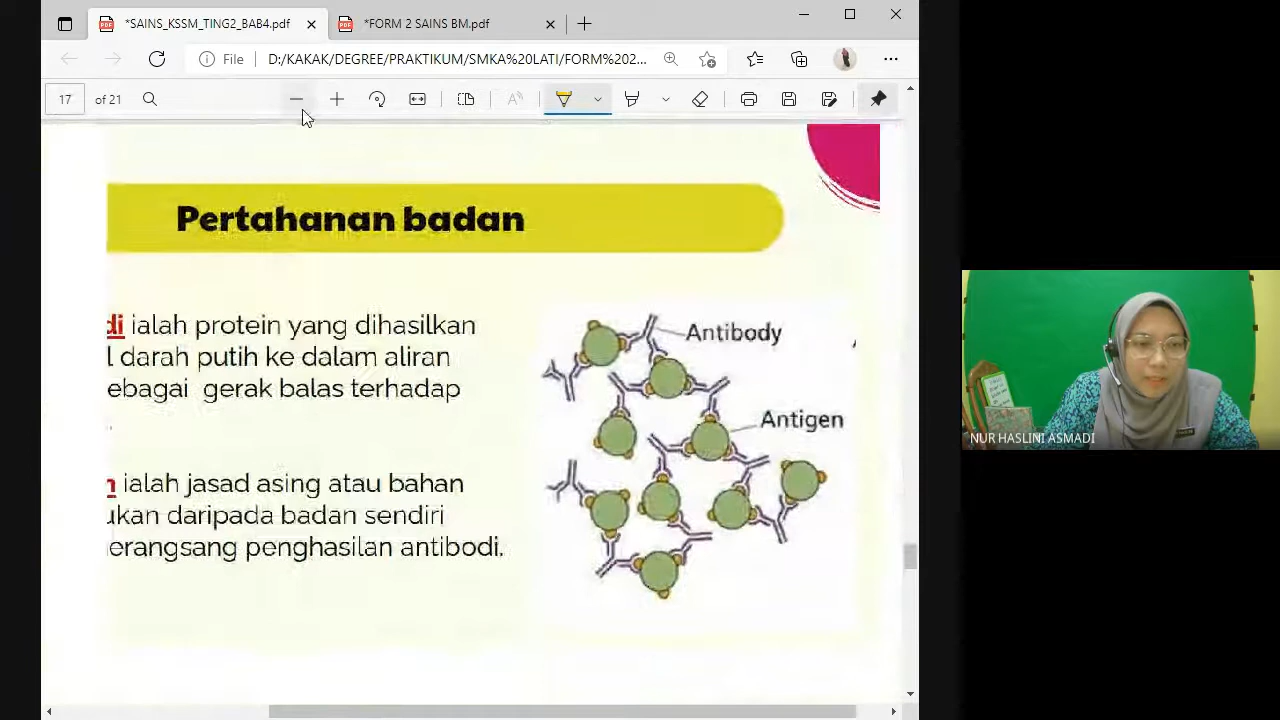 *SAINS_KSSM_TING2_BAB4.pdf
*FORM 2 SAINS BM.pdf
File
D:/KAKAK/DEGREE/PRAKTIKUM/SMKA%20LATI/FORM%202...
17 of 21
Pertahanan badan
di ialah protein yang dihasilkan
l darah putih ke dalam aliran
ebagai gerak balas terhadap
.
n ialah jasad asing atau bahan
ukan daripada badan sendiri
erangsang penghasilan antibodi.
Antibody
Antigen
NUR HASLINI ASMADI